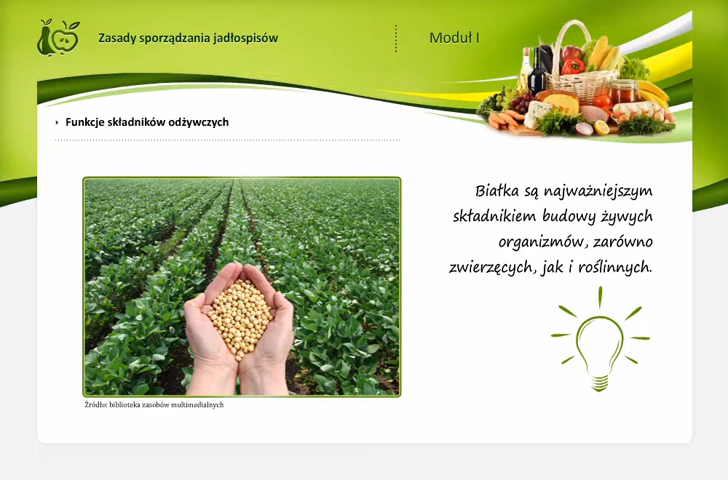 Zasady sporządzania jadłospisów
Moduł I
Funkcje składników odżywczych
Białka są najważniejszym
składnikiem budowy żywych
organizmów, zarówno
zwierzęcych, jak i roślinnych.
Źródło: biblioteka zasobów multimedialnych